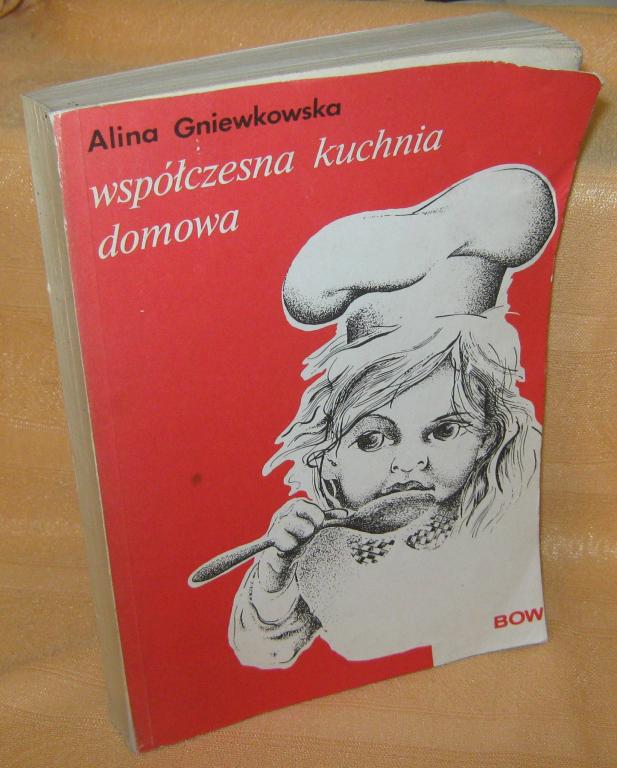 Alina Gniewkowska
współczesna kuchnia
domowa
BOW